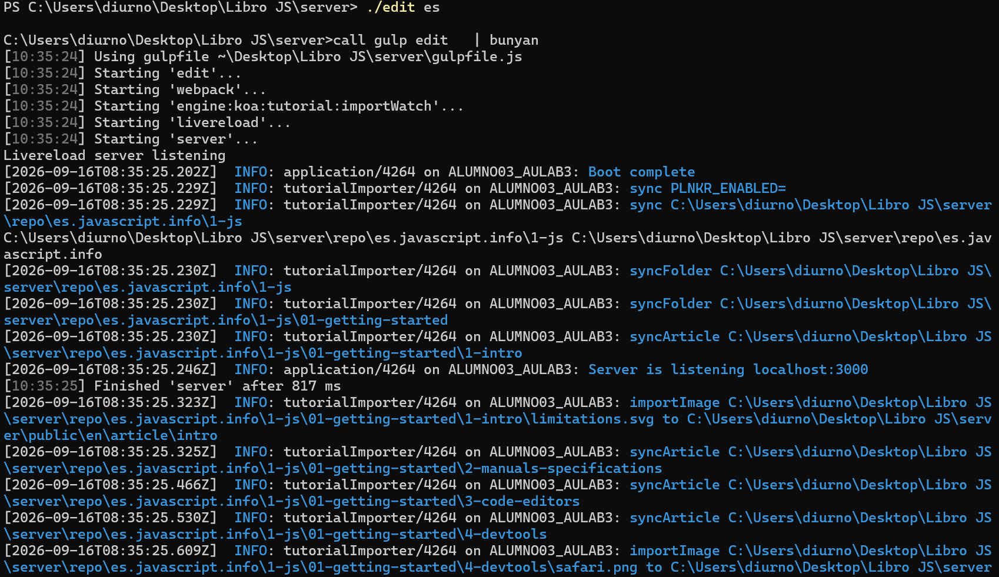 PS C:\Users\diurno\Desktop\Libro JS\server> ./edit es
C:\Users\diurno\Desktop\Libro JS\server>call gulp edit   | bunyan
[10:35:24] Using gulpfile ~\Desktop\Libro JS\server\gulpfile.js
[10:35:24] Starting 'edit'...
[10:35:24] Starting 'webpack'...
[10:35:24] Starting 'engine:koa:tutorial:importWatch'...
[10:35:24] Starting 'livereload'...
[10:35:24] Starting 'server'...
Livereload server listening
[2026-09-16T08:35:25.202Z]  INFO: application/4264 on ALUMNO03_AULAB3: Boot complete
[2026-09-16T08:35:25.229Z]  INFO: tutorialImporter/4264 on ALUMNO03_AULAB3: sync PLNKR_ENABLED=
[2026-09-16T08:35:25.229Z]  INFO: tutorialImporter/4264 on ALUMNO03_AULAB3: sync C:\Users\diurno\Desktop\Libro JS\server
\repo\es.javascript.info\1-js
C:\Users\diurno\Desktop\Libro JS\server\repo\es.javascript.info\1-js C:\Users\diurno\Desktop\Libro JS\server\repo\es.jav
ascript.info
[2026-09-16T08:35:25.230Z]  INFO: tutorialImporter/4264 on ALUMNO03_AULAB3: syncFolder C:\Users\diurno\Desktop\Libro JS\
server\repo\es.javascript.info\1-js
[2026-09-16T08:35:25.230Z]  INFO: tutorialImporter/4264 on ALUMNO03_AULAB3: syncFolder C:\Users\diurno\Desktop\Libro JS\
server\repo\es.javascript.info\1-js\01-getting-started
[2026-09-16T08:35:25.230Z]  INFO: tutorialImporter/4264 on ALUMNO03_AULAB3: syncArticle C:\Users\diurno\Desktop\Libro JS
\server\repo\es.javascript.info\1-js\01-getting-started\1-intro
[2026-09-16T08:35:25.246Z]  INFO: application/4264 on ALUMNO03_AULAB3: Server is listening localhost:3000
[10:35:25] Finished 'server' after 817 ms
[2026-09-16T08:35:25.323Z]  INFO: tutorialImporter/4264 on ALUMNO03_AULAB3: importImage C:\Users\diurno\Desktop\Libro JS
\server\repo\es.javascript.info\1-js\01-getting-started\1-intro\limitations.svg to C:\Users\diurno\Desktop\Libro JS\serv
er\public\en\article\intro
[2026-09-16T08:35:25.325Z]  INFO: tutorialImporter/4264 on ALUMNO03_AULAB3: syncArticle C:\Users\diurno\Desktop\Libro JS
\server\repo\es.javascript.info\1-js\01-getting-started\2-manuals-specifications
[2026-09-16T08:35:25.466Z]  INFO: tutorialImporter/4264 on ALUMNO03_AULAB3: syncArticle C:\Users\diurno\Desktop\Libro JS
\server\repo\es.javascript.info\1-js\01-getting-started\3-code-editors
[2026-09-16T08:35:25.530Z]  INFO: tutorialImporter/4264 on ALUMNO03_AULAB3: syncArticle C:\Users\diurno\Desktop\Libro JS
\server\repo\es.javascript.info\1-js\01-getting-started\4-devtools
[2026-09-16T08:35:25.609Z]  INFO: tutorialImporter/4264 on ALUMNO03_AULAB3: importImage C:\Users\diurno\Desktop\Libro JS
\server\repo\es.javascript.info\1-js\01-getting-started\4-devtools\safari.png to C:\Users\diurno\Desktop\Libro JS\server